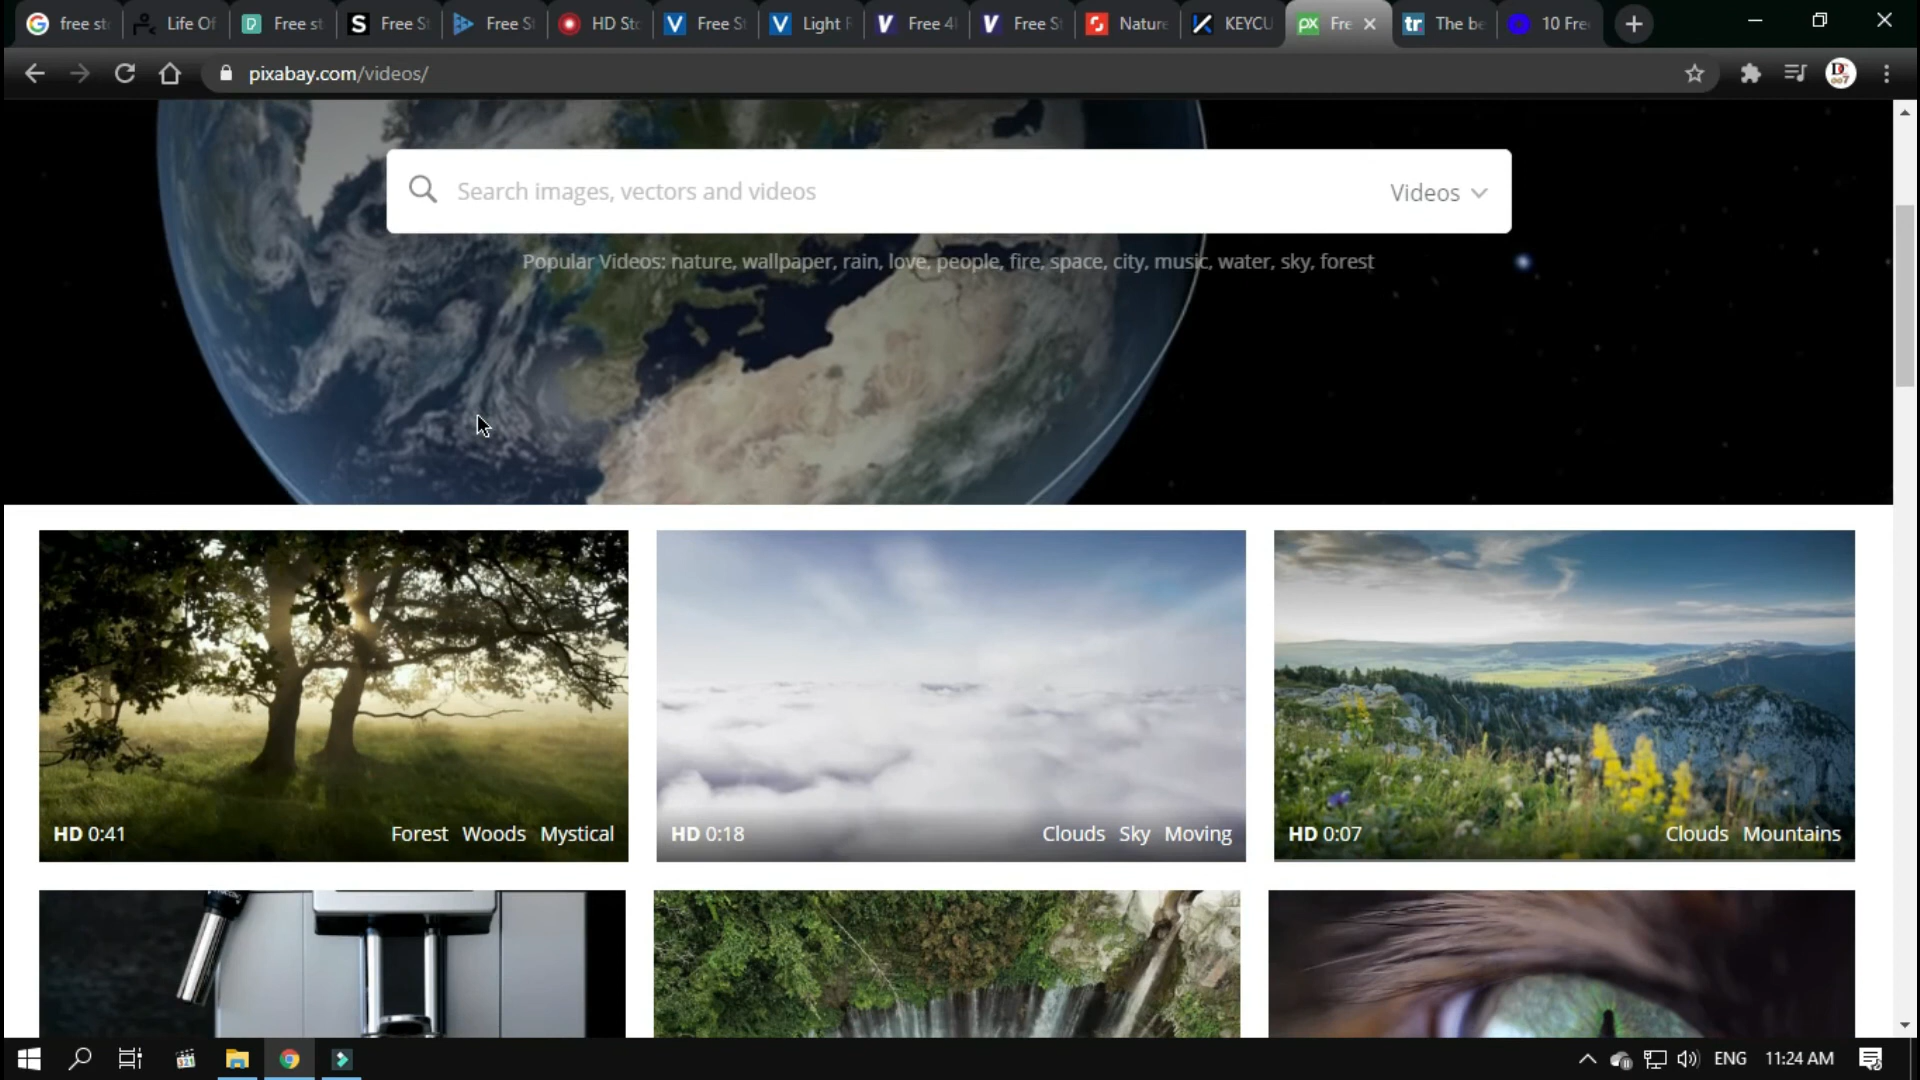 free st Life Of Free st Free S Free S HD Sto Free S Light F Free 4 Free S Nature KEYCU Fre The be 10 Fre
pixabay.com/videos/
Search images, vectors and videos Videos
Popular Videos: nature, wallpaper, rain, love, people, fire, space, city, music, water, sky, forest
HD 0:41 Forest Woods Mystical
HD 0:18 Clouds Sky Moving
HD 0:07 Clouds Mountains
ENG 11:24 AM